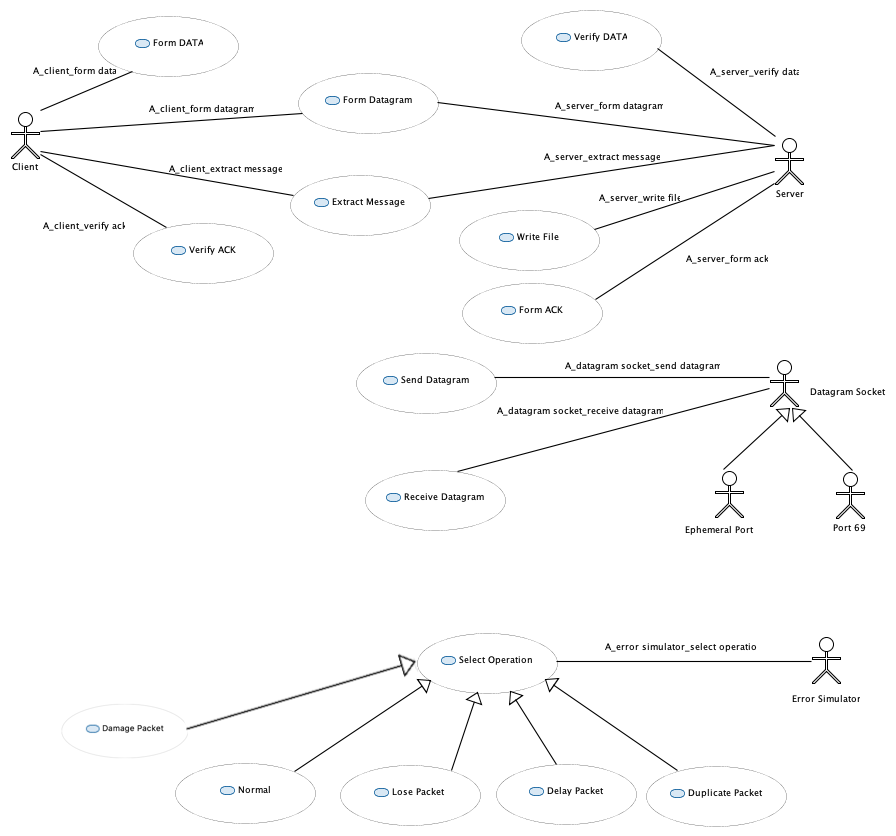 Form DATA
Verify DATA
A_client_form data
A_server_verify data
Form Datagram
A_client_form datagram
A_server_form datagram
Client
A_client_extract message
A_server_extract message
Server
Extract Message
A_server_write file
A_client_verify ack
Write File
Verify ACK
A_server_form ack
Form ACK
A_datagram socket_send datagram
Send Datagram
Datagram Socket
A_datagram socket_receive datagram
Receive Datagram
Ephemeral Port
Port 69
A_error simulator_select operatio
Select Operation
Error Simulator
Damage Packet
Normal
Lose Packet
Delay Packet
Duplicate Packet